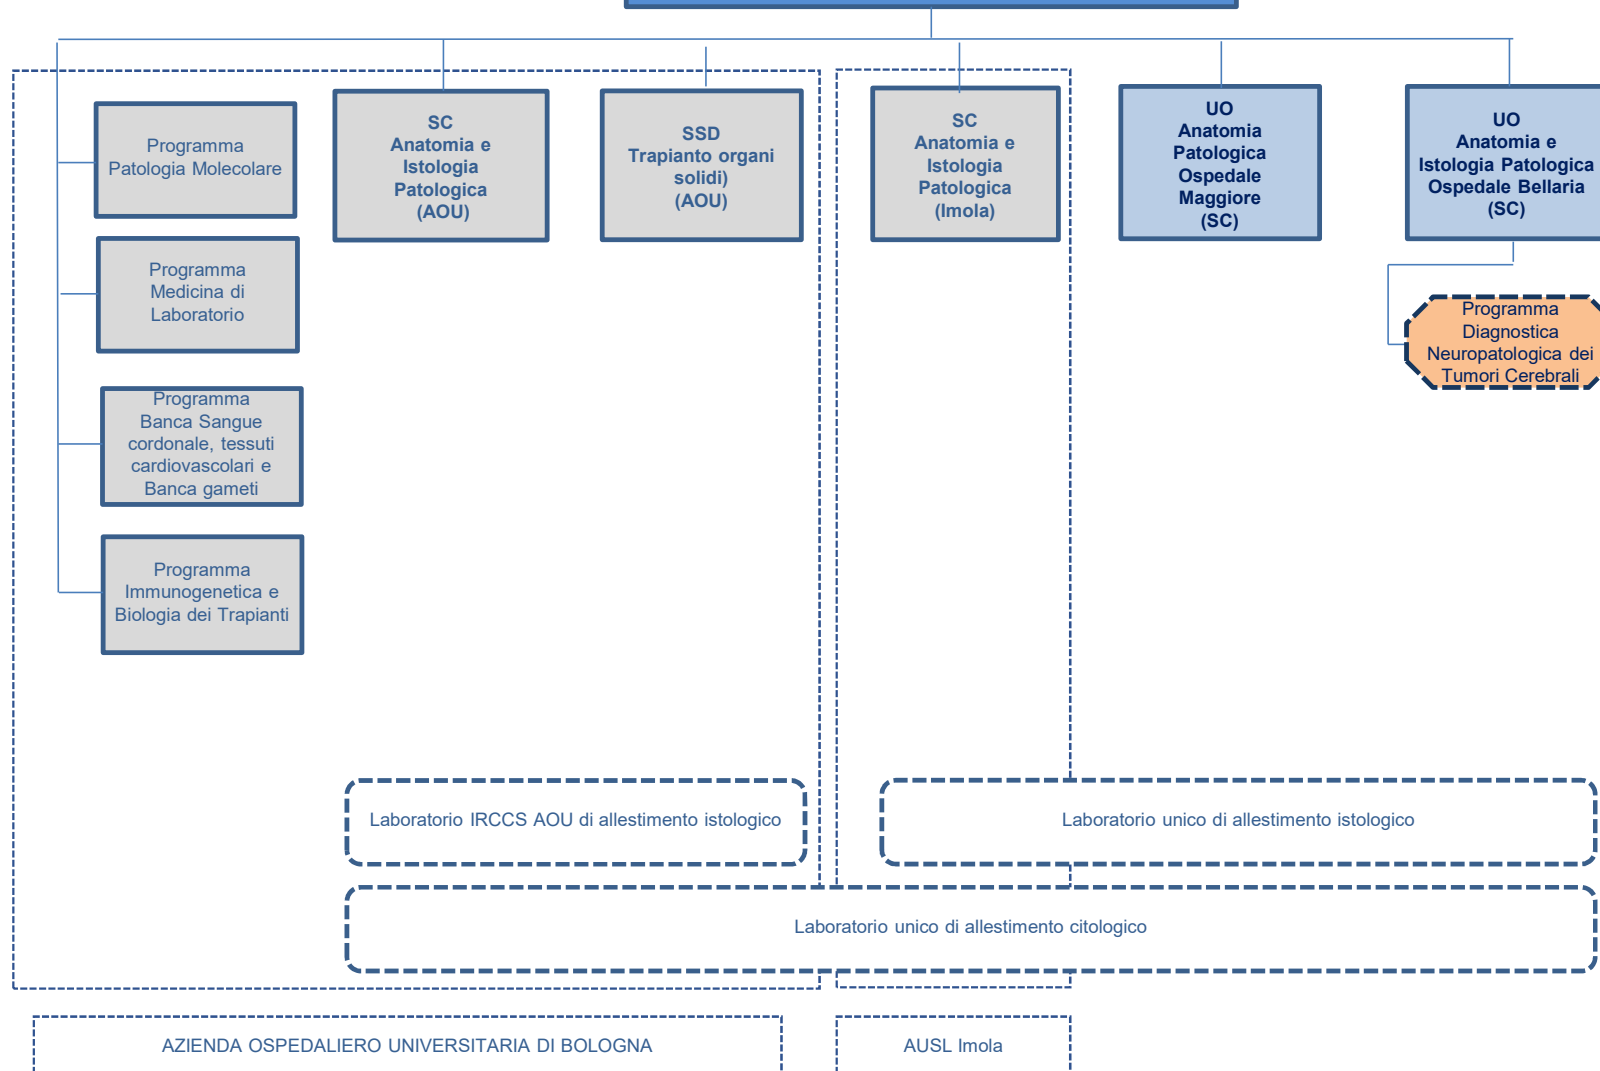 Programma
Patologia Molecolare
SC
Anatomia e
Istologia
Patologica
(AOU)
SSD
Trapianto organi
solidi)
(AOU)
SC
Anatomia e
Istologia
Patologica
(Imola)
UO
Anatomia
Patologica
Ospedale
Maggiore
(SC)
UO
Anatomia e
Istologia Patologica
Ospedale Bellaria
(SC)
Programma
Medicina di
Laboratorio
Programma
Diagnostica
Neuropatologica dei
Tumori Cerebrali
Programma
Banca Sangue
cordonale, tessuti
cardiovascolari e
Banca gameti
Programma
Immunogenetica e
Biologia dei Trapianti
Laboratorio IRCCS AOU di allestimento istologico
Laboratorio unico di allestimento istologico
Laboratorio unico di allestimento citologico
AZIENDA OSPEDALIERO UNIVERSITARIA DI BOLOGNA
AUSL Imola